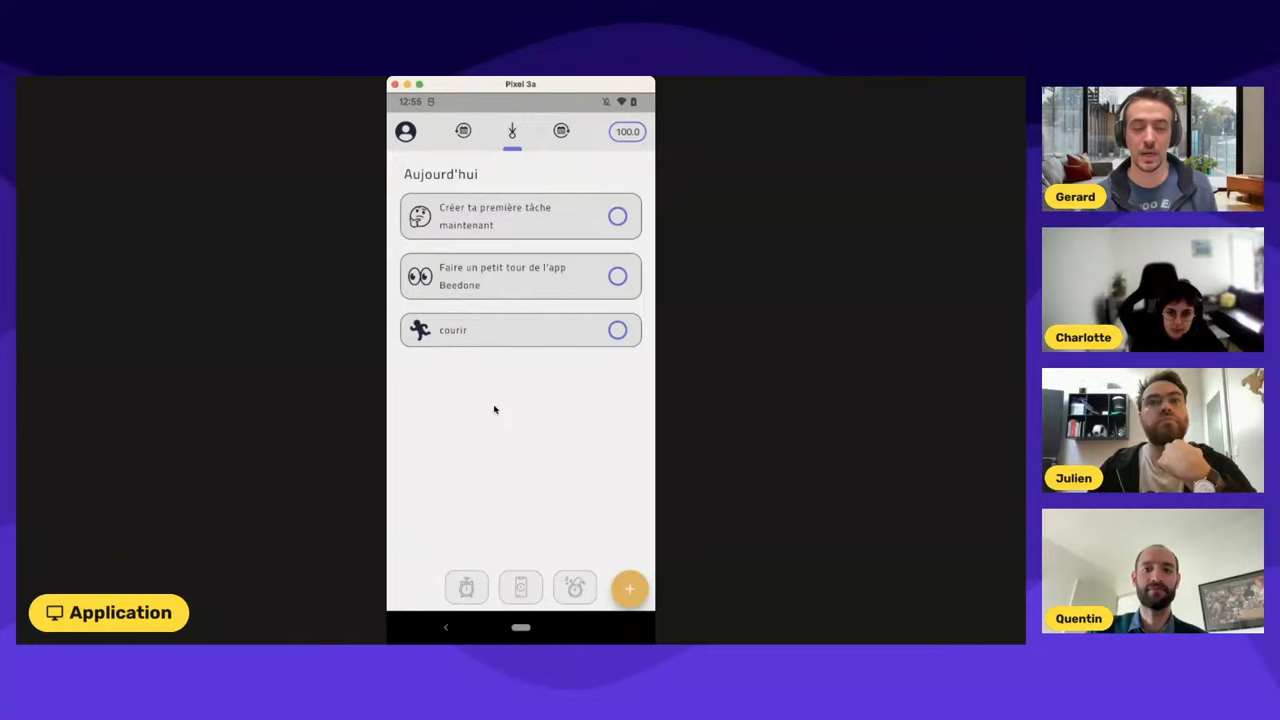 Pixel 3a
12:55
100.0
Aujourd'hui
Créer ta première tâche
maintenant
Faire un petit tour de l'app
Beedone
courir
Application
Gerard
Charlotte
Julien
Quentin